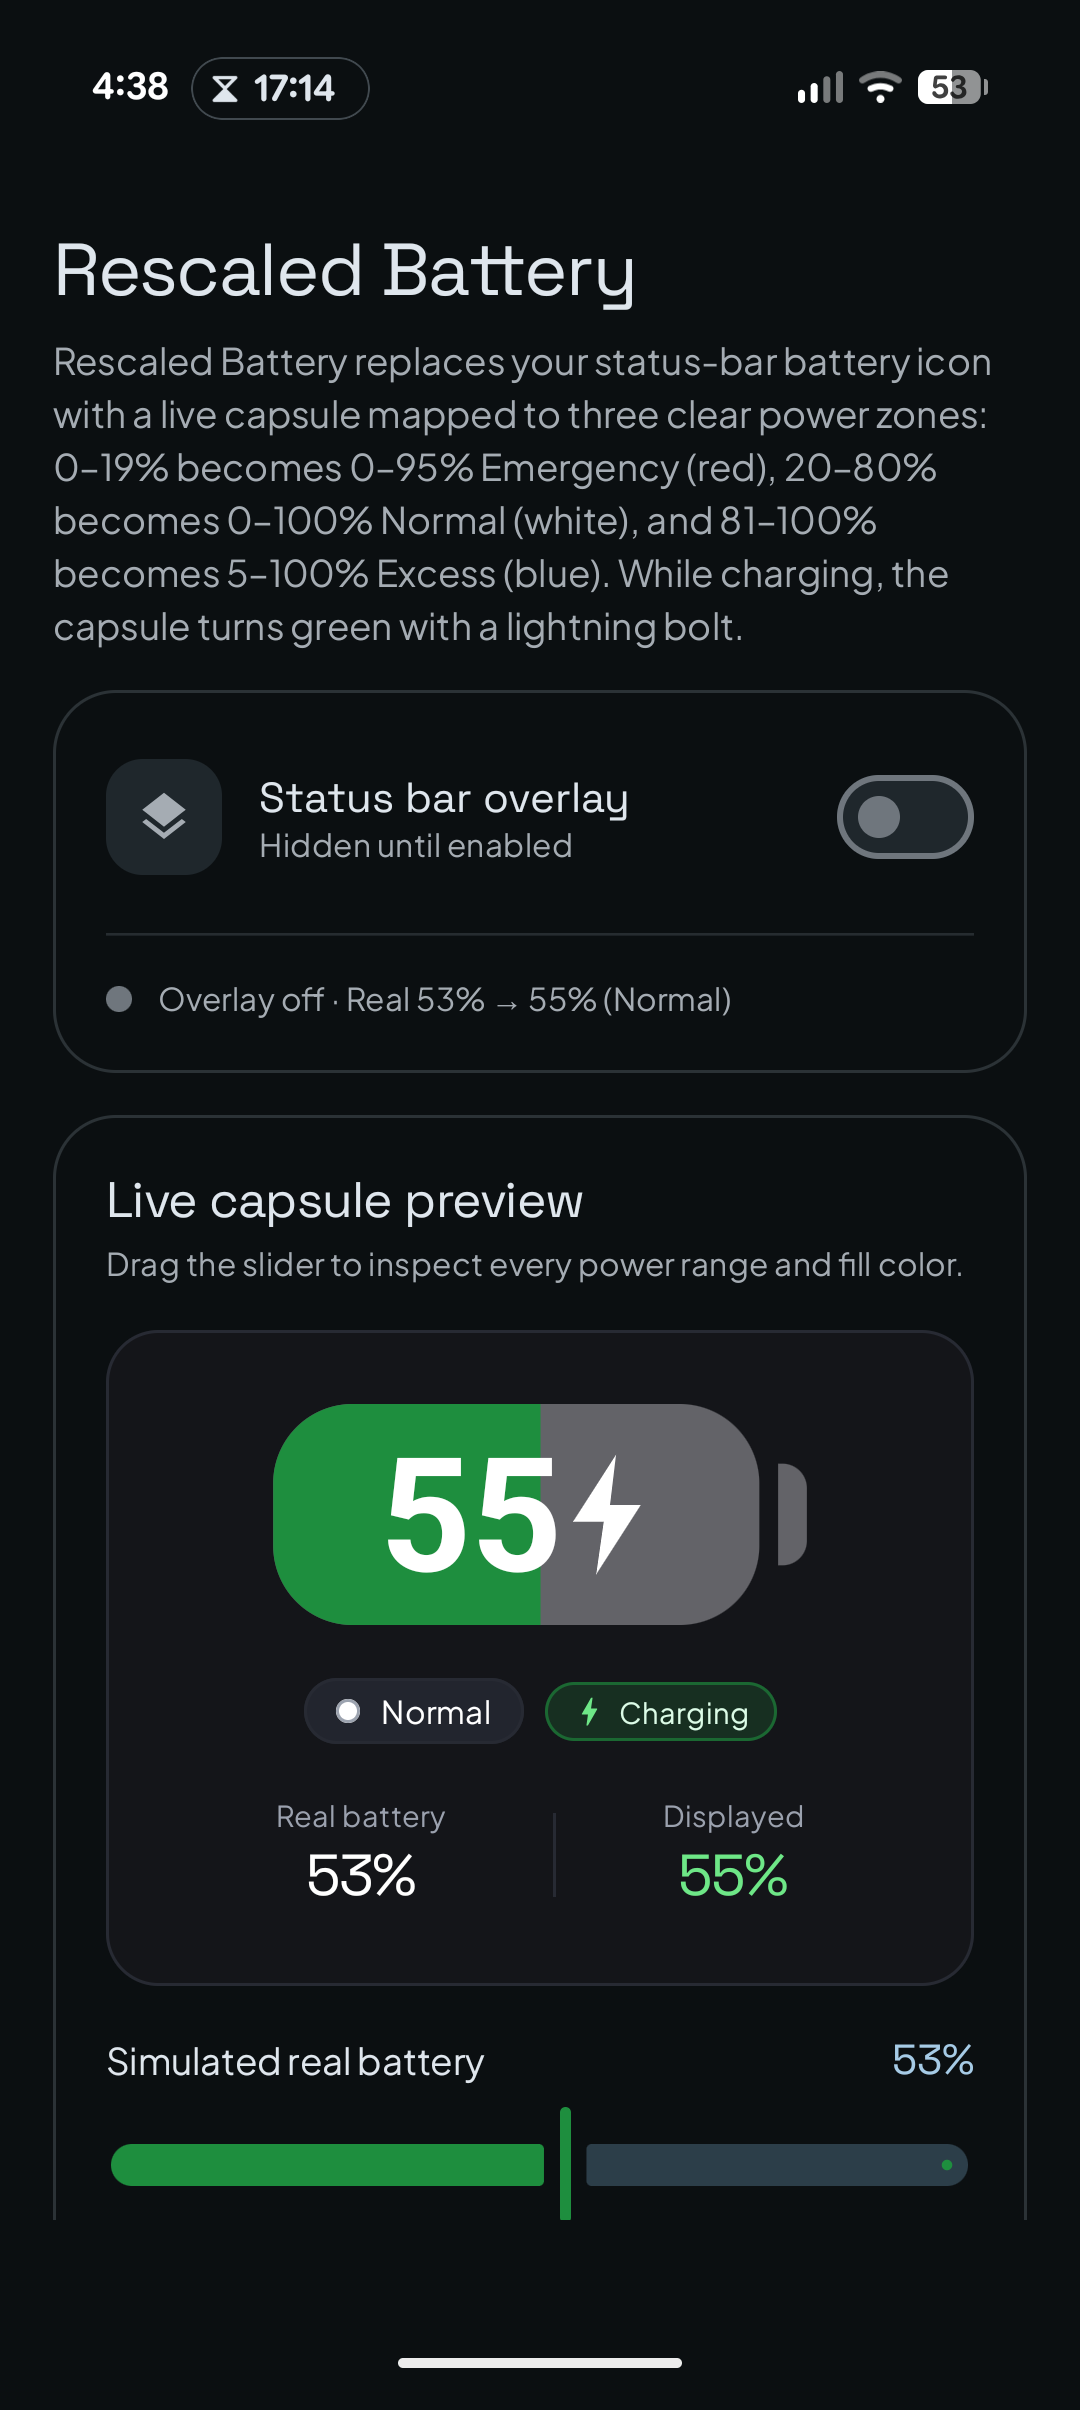 4:38
17:14
53
Rescaled Battery
Rescaled Battery replaces your status-bar battery icon
with a live capsule mapped to three clear power zones:
0–19% becomes 0–95% Emergency (red), 20–80%
becomes 0–100% Normal (white), and 81–100%
becomes 5–100% Excess (blue). While charging, the
capsule turns green with a lightning bolt.
Status bar overlay
Hidden until enabled
Overlay off · Real 53% → 55% (Normal)
Live capsule preview
Drag the slider to inspect every power range and fill color.
55
Normal
Charging
Real battery
Displayed
53%
55%
Simulated real battery
53%